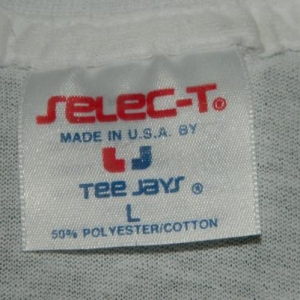 SELEC-T®
MADE IN U.S.A. BY
TEE JAYS ®
L
50% POLYESTER/COTTON